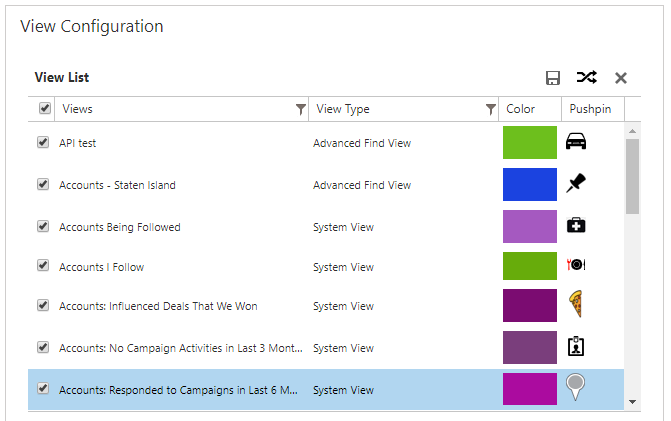 View Configuration
View List
Views View Type Color Pushpin
API test Advanced Find View
Accounts - Staten Island Advanced Find View
Accounts Being Followed System View
Accounts I Follow System View
Accounts: Influenced Deals That We Won System View
Accounts: No Campaign Activities in Last 3 Mont... System View
Accounts: Responded to Campaigns in Last 6 M... System View